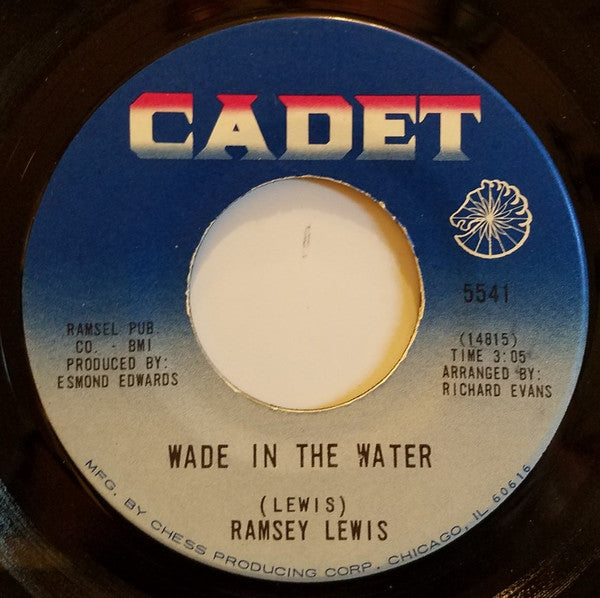 CADET
5541
RAMSEL PUB.
CO. - BMI
PRODUCED BY:
ESMOND EDWARDS
(14815)
TIME 3:05
ARRANGED BY:
RICHARD EVANS
WADE IN THE WATER
(LEWIS)
RAMSEY LEWIS
MFG. BY CHESS PRODUCING CORP. CHICAGO, IL 60616